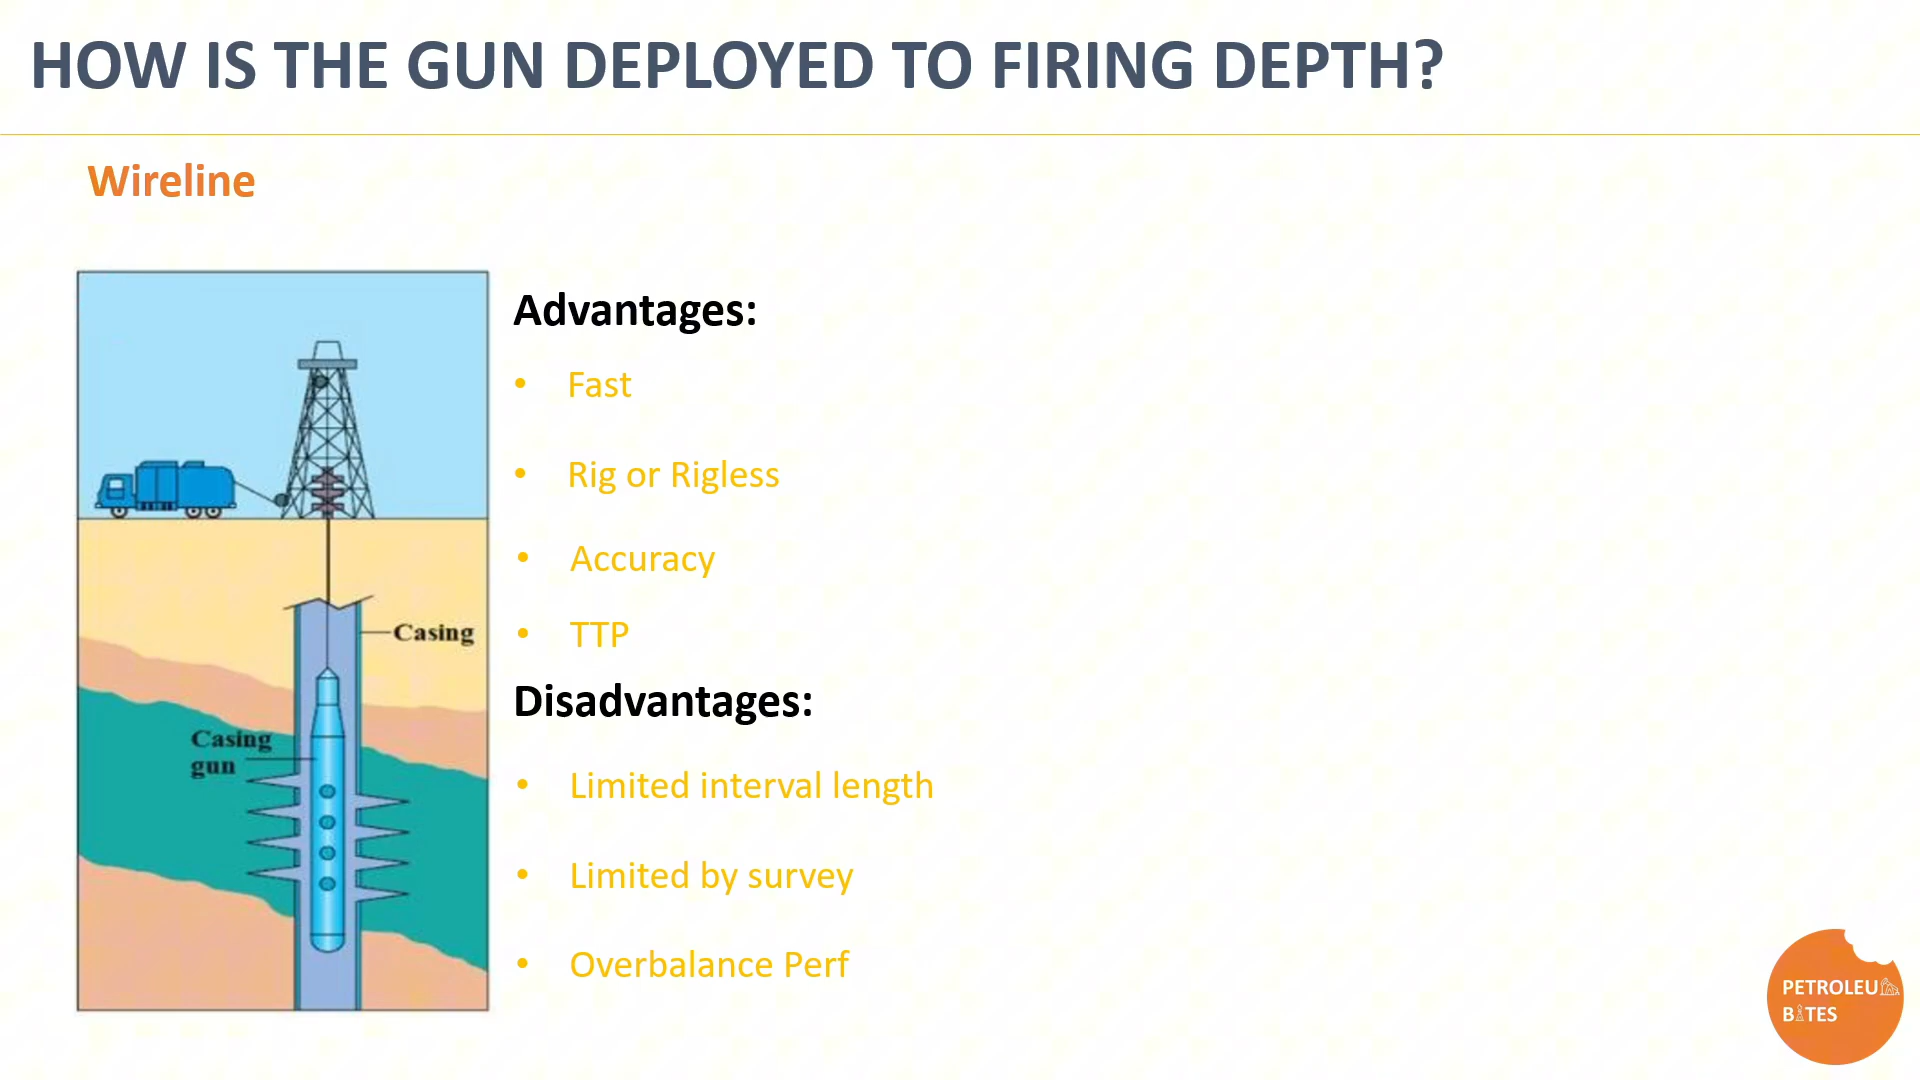 HOW IS THE GUN DEPLOYED TO FIRING DEPTH?
Wireline
Casing
Casing
gun
Advantages:
• Fast
• Rig or Rigless
• Accuracy
• TTP
Disadvantages:
• Limited interval length
• Limited by survey
• Overbalance Perf
PETROLEU
BITES